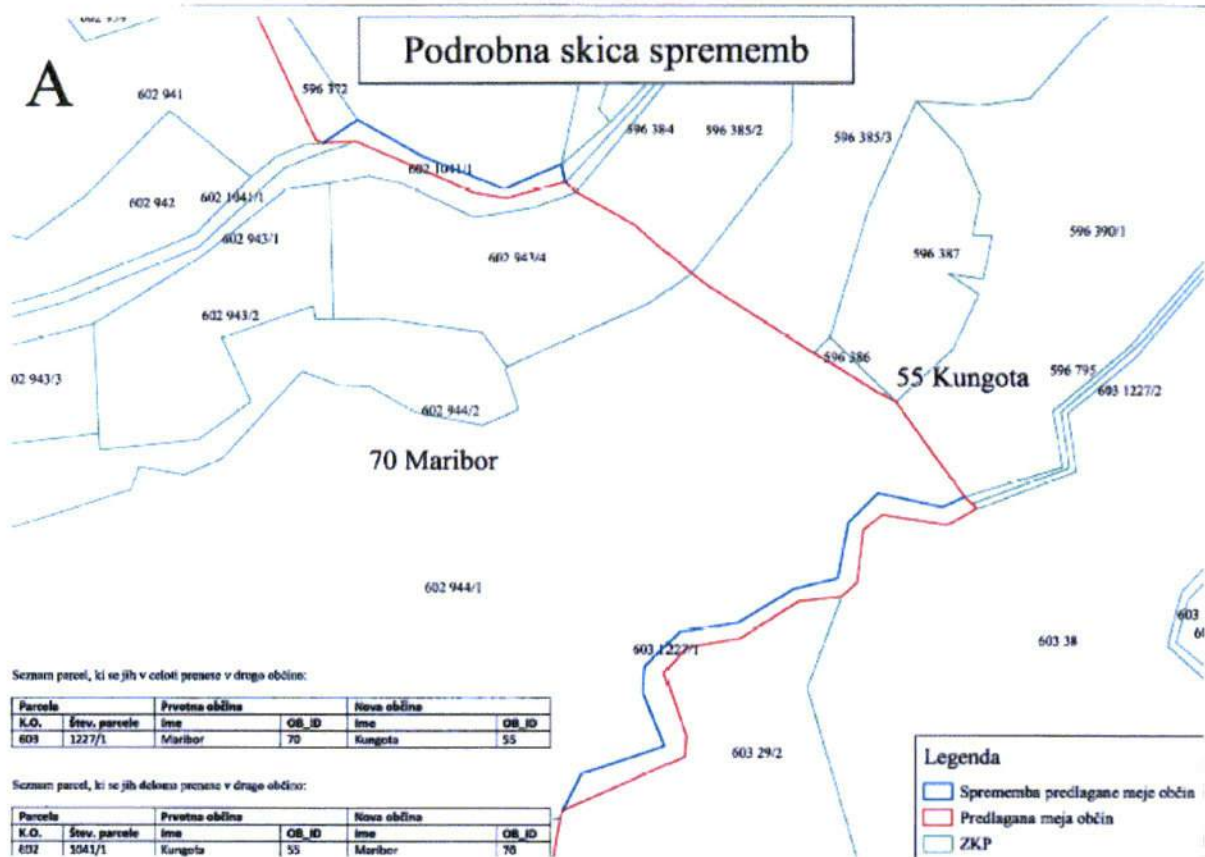 Podrobna skica sprememb
A
602 941
596 372
596 384
596 385/2
596 385/3
602 1041/1
602 942
602 1041/1
602 943/1
602 943/4
596 387
596 390/1
602 943/2
596 386
55 Kungota
596 795
603 1227/2
02 943/3
602 944/2
70 Maribor
602 944/1
603 1227/1
603 38
603
603 29/2
Seznam parcel, ki se jih v celoti prenese v drugo občino:
Parcela Prvotna občina Nova občina
K.O. Štev. parcele Ime OB_ID Ime OB_ID
603 1227/1 Maribor 70 Kungota 55
Seznam parcel, ki se jih deloma prenese v drugo občino:
Parcela Prvotna občina Nova občina
K.O. Štev. parcele Ime OB_ID Ime OB_ID
602 1041/1 Kungota 55 Maribor 70
Legenda
Sprememba predlagane meje občin
Predlagana meja občin
ZKP